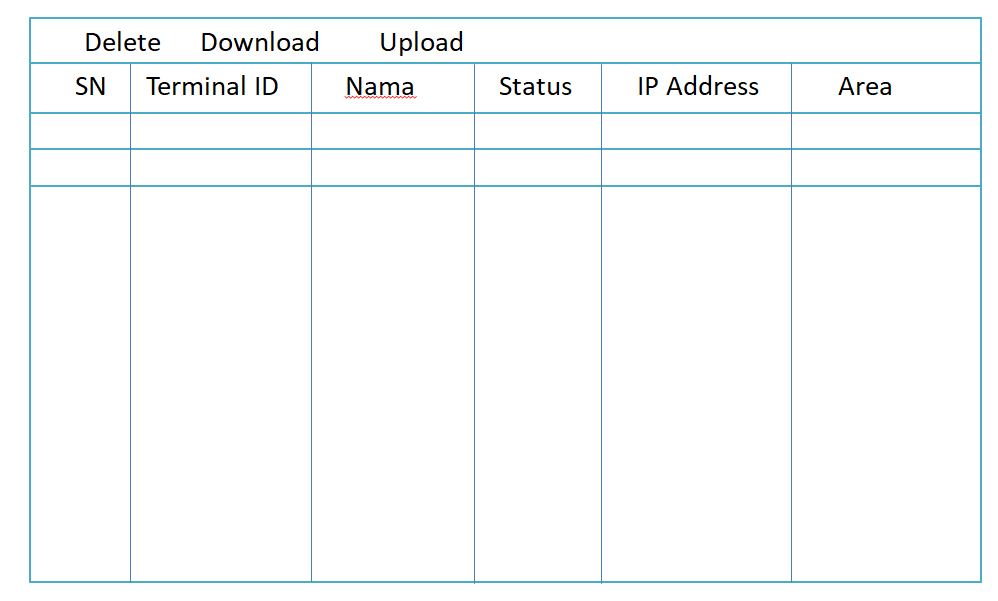 Delete Download Upload
SN Terminal ID Nama Status IP Address Area